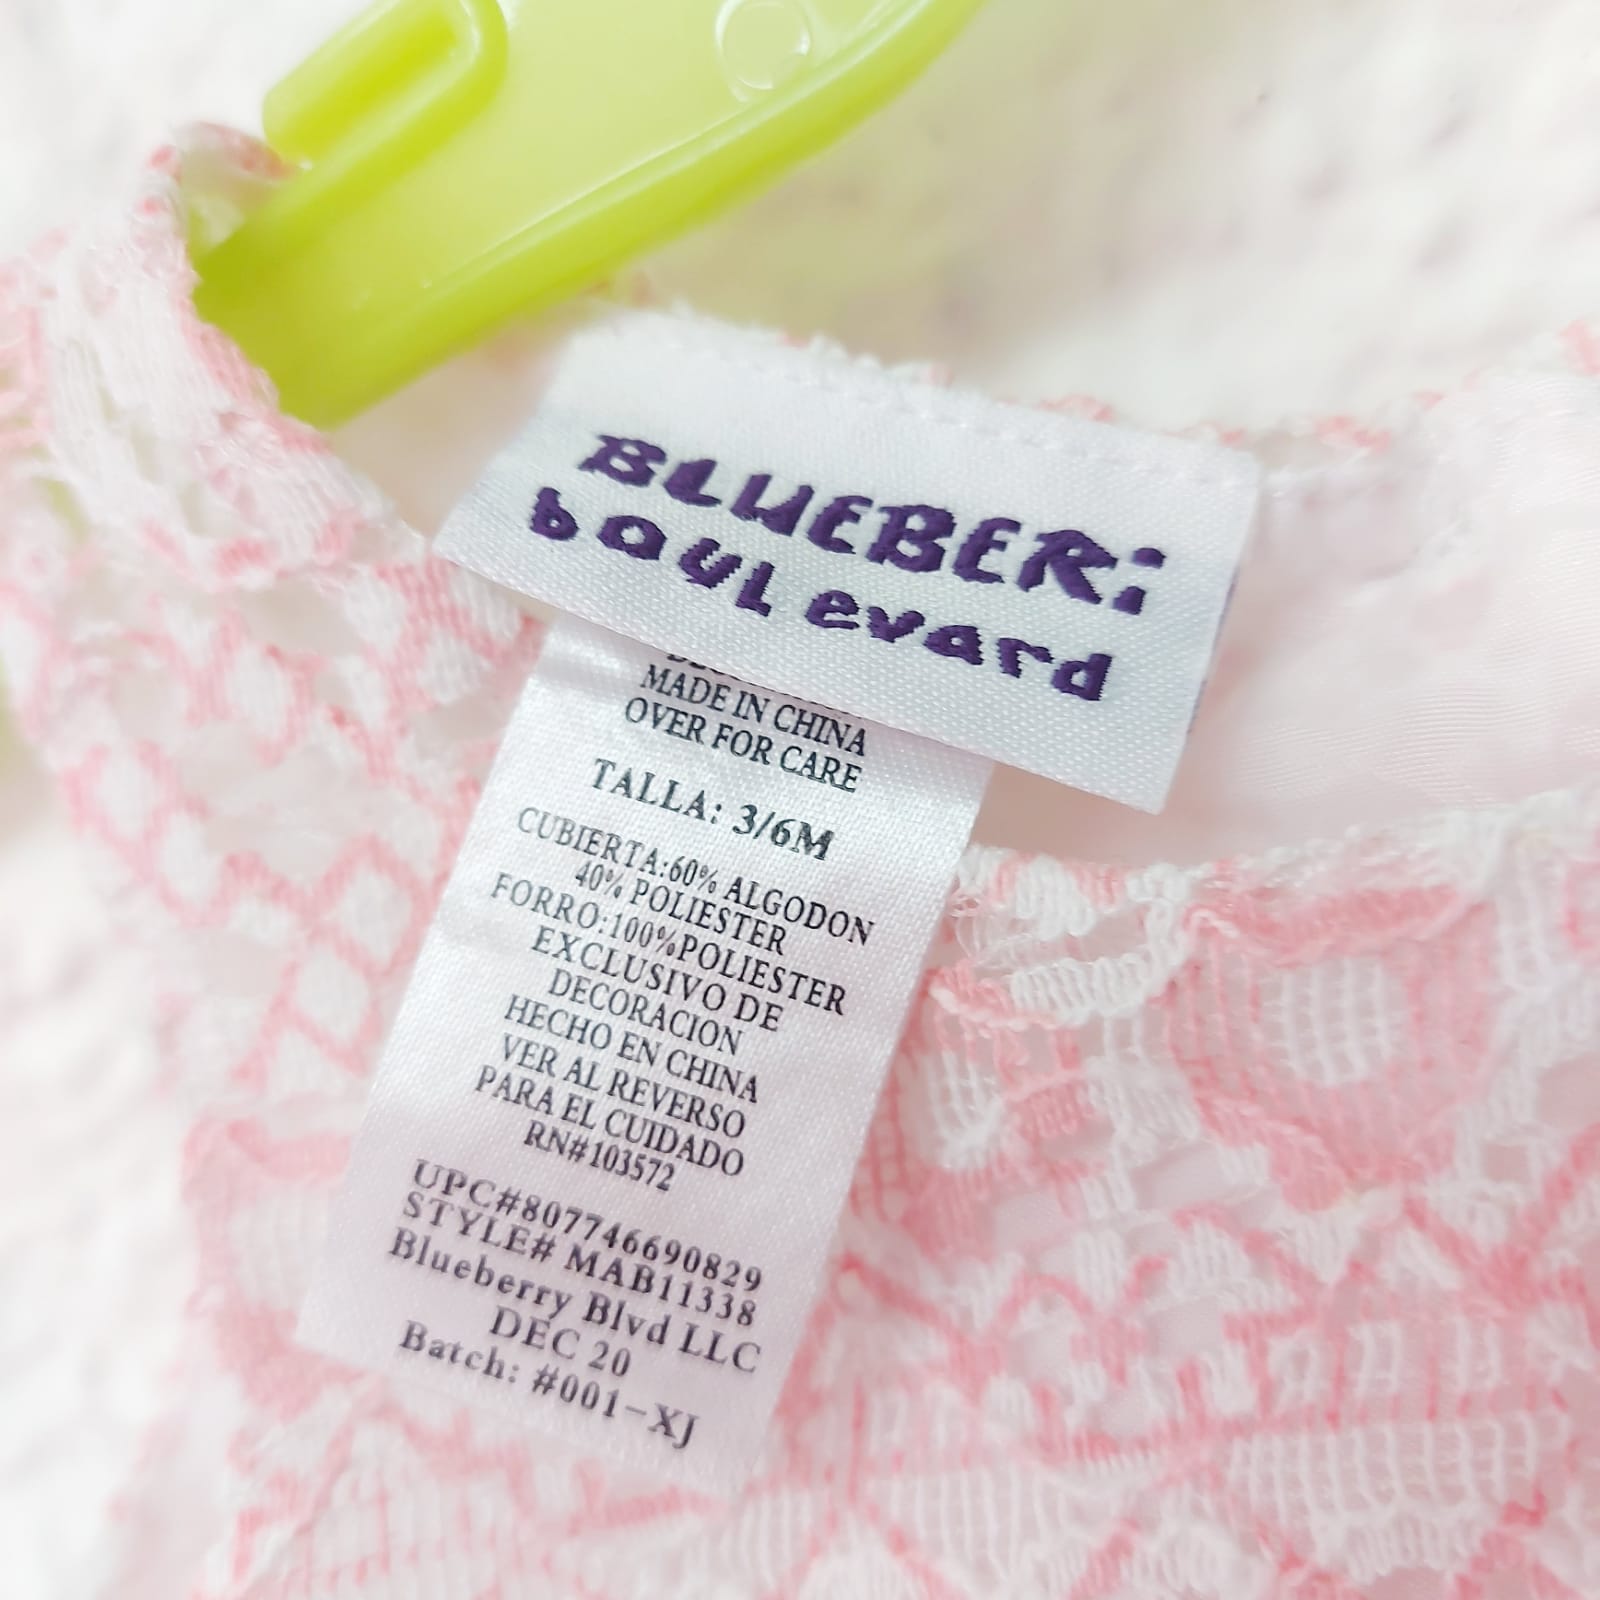 BLUEBERi
boulevard
MADE IN CHINA
OVER FOR CARE
TALLA: 3/6M
CUBIERTA:60% ALGODON
40% POLIESTER
FORRO:100%POLIESTER
EXCLUSIVO DE
DECORACION
HECHO EN CHINA
VER AL REVERSO
PARA EL CUIDADO
RN#103572
UPC#807746690829
STYLE# MAB11338
Blueberry Blvd LLC
DEC 20
Batch: #001-XJ